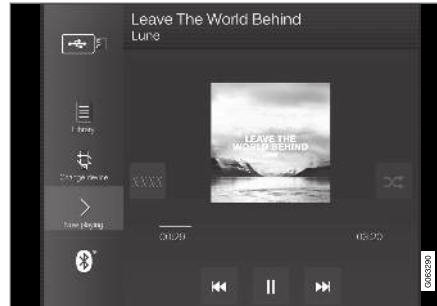 Leave The World Behind
Lune
Library
Change device
Now playing
LEAVE THE
WORLD BEHIND
XXXX
00:29
03:20
G063290